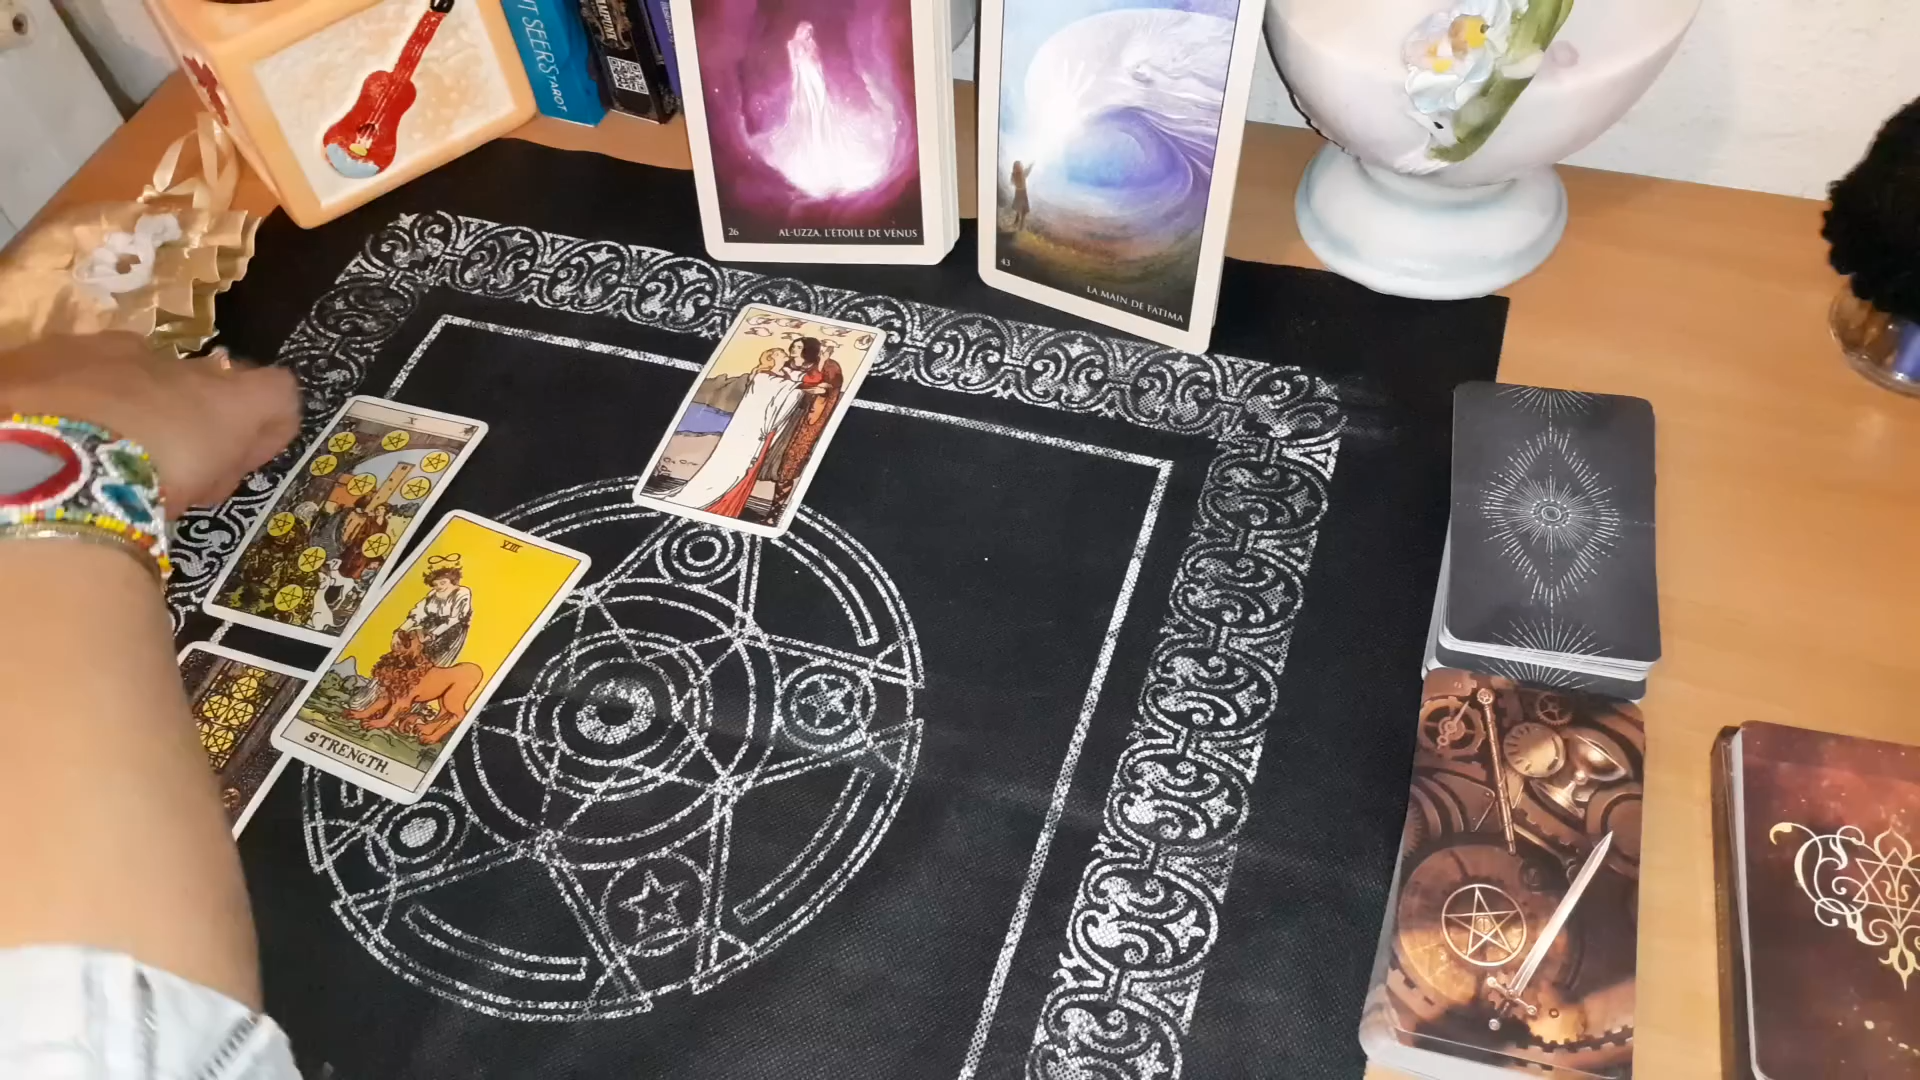 T SEERS TAROT
26 AL-UZZA, L'ÉTOILE DE VÉNUS
43
LA MAIN DE FATIMA
X
VIII
STRENGTH.